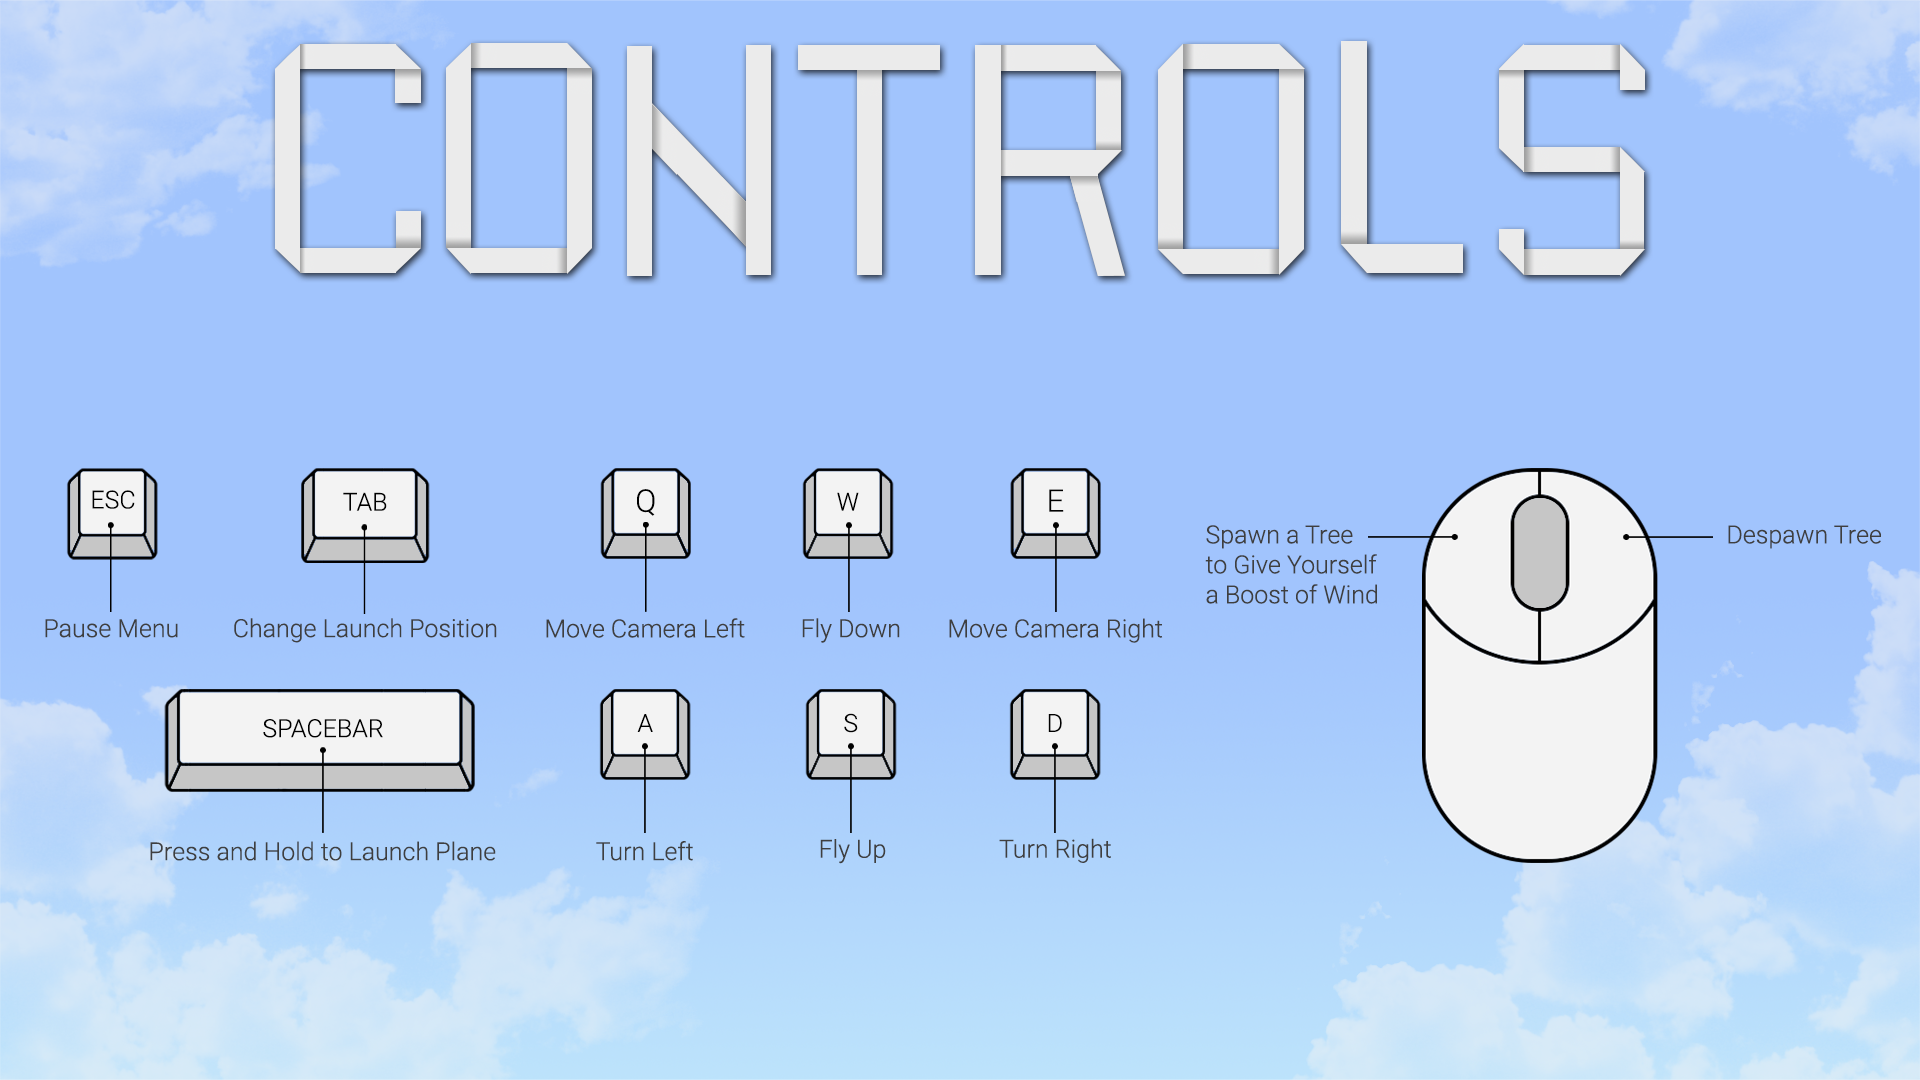 CONTROLS
ESC
TAB
Q
W
E
Spawn a Tree
to Give Yourself
a Boost of Wind
Despawn Tree
Pause Menu
Change Launch Position
Move Camera Left
Fly Down
Move Camera Right
SPACEBAR
A
S
D
Press and Hold to Launch Plane
Turn Left
Fly Up
Turn Right